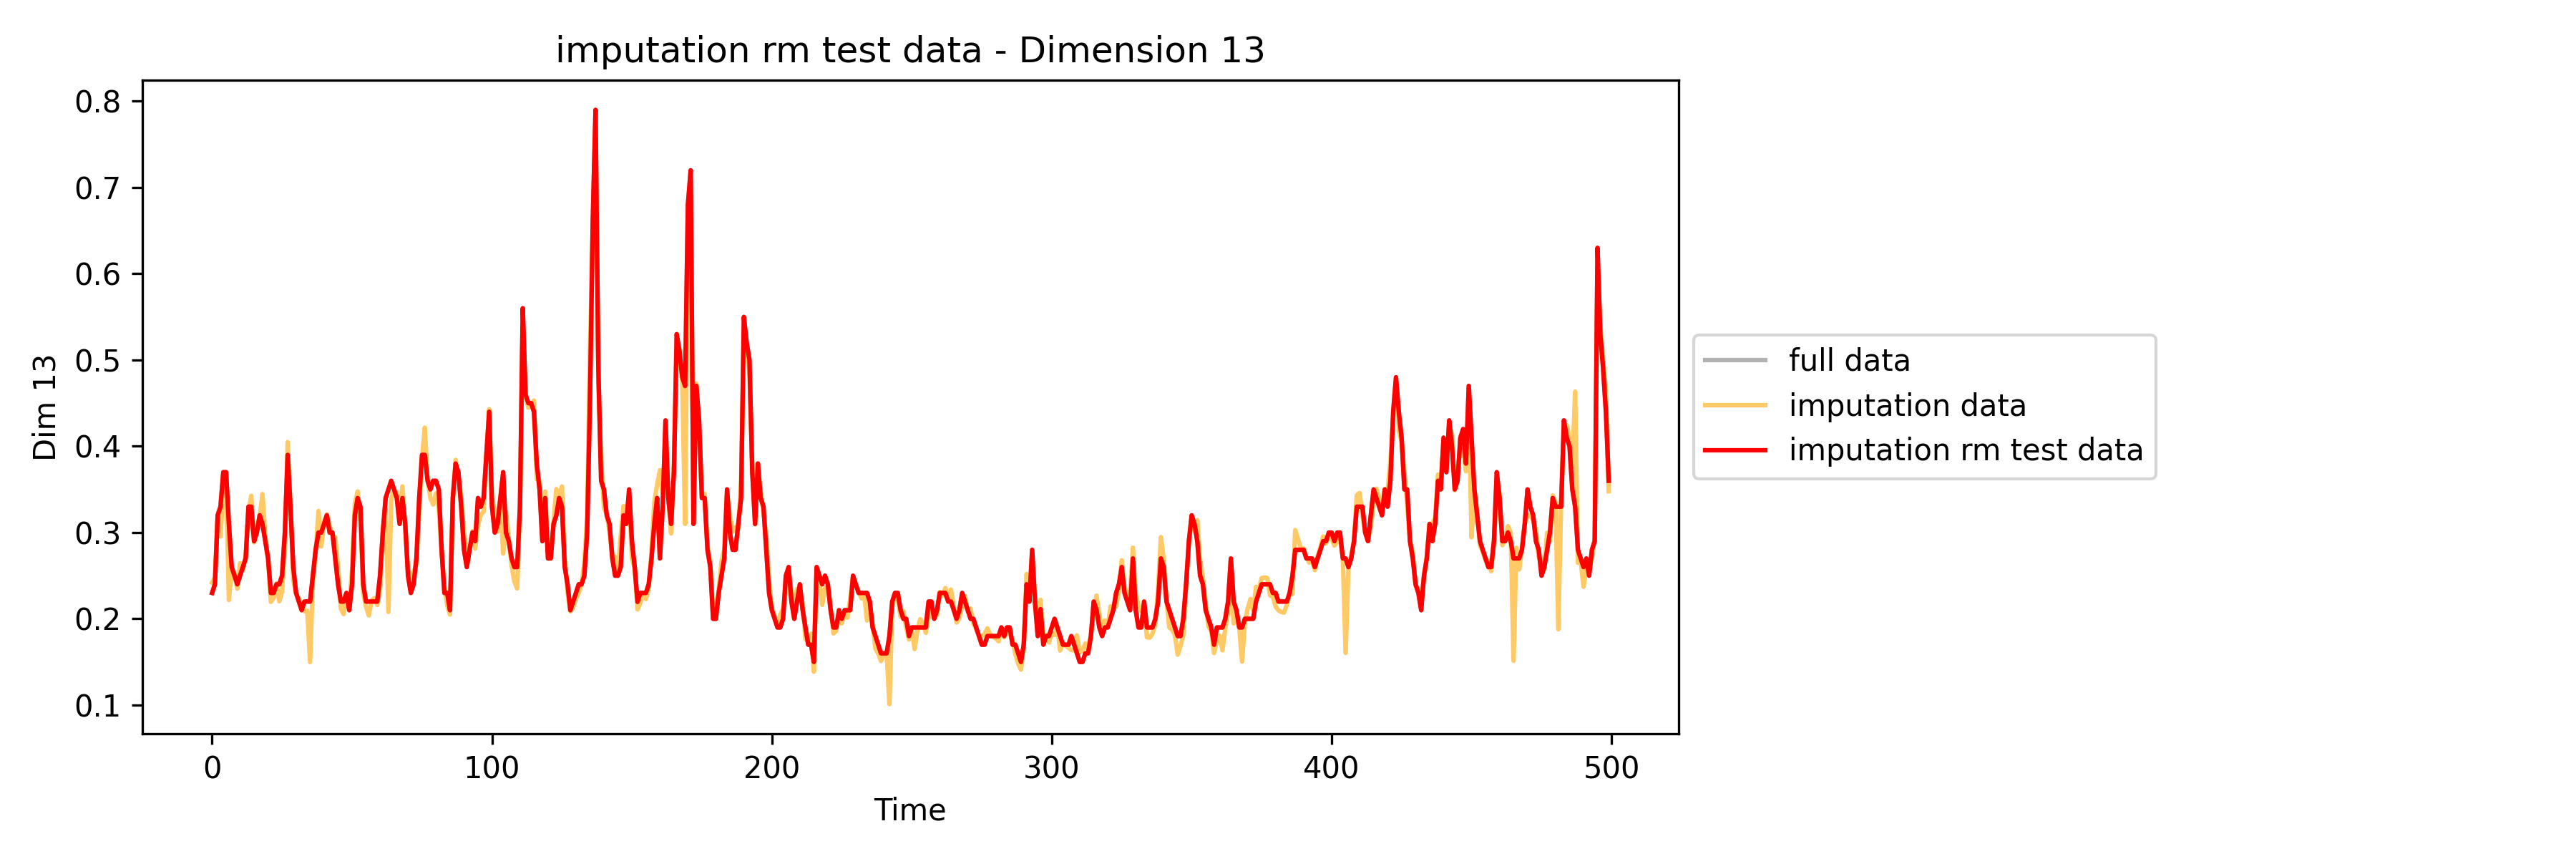 imputation rm test data - Dimension 13
0.8
0.7
0.6
0.5
0.4
0.3
0.2
0.1
Dim 13
0 100 200 300 400 500
Time
full data
imputation data
imputation rm test data